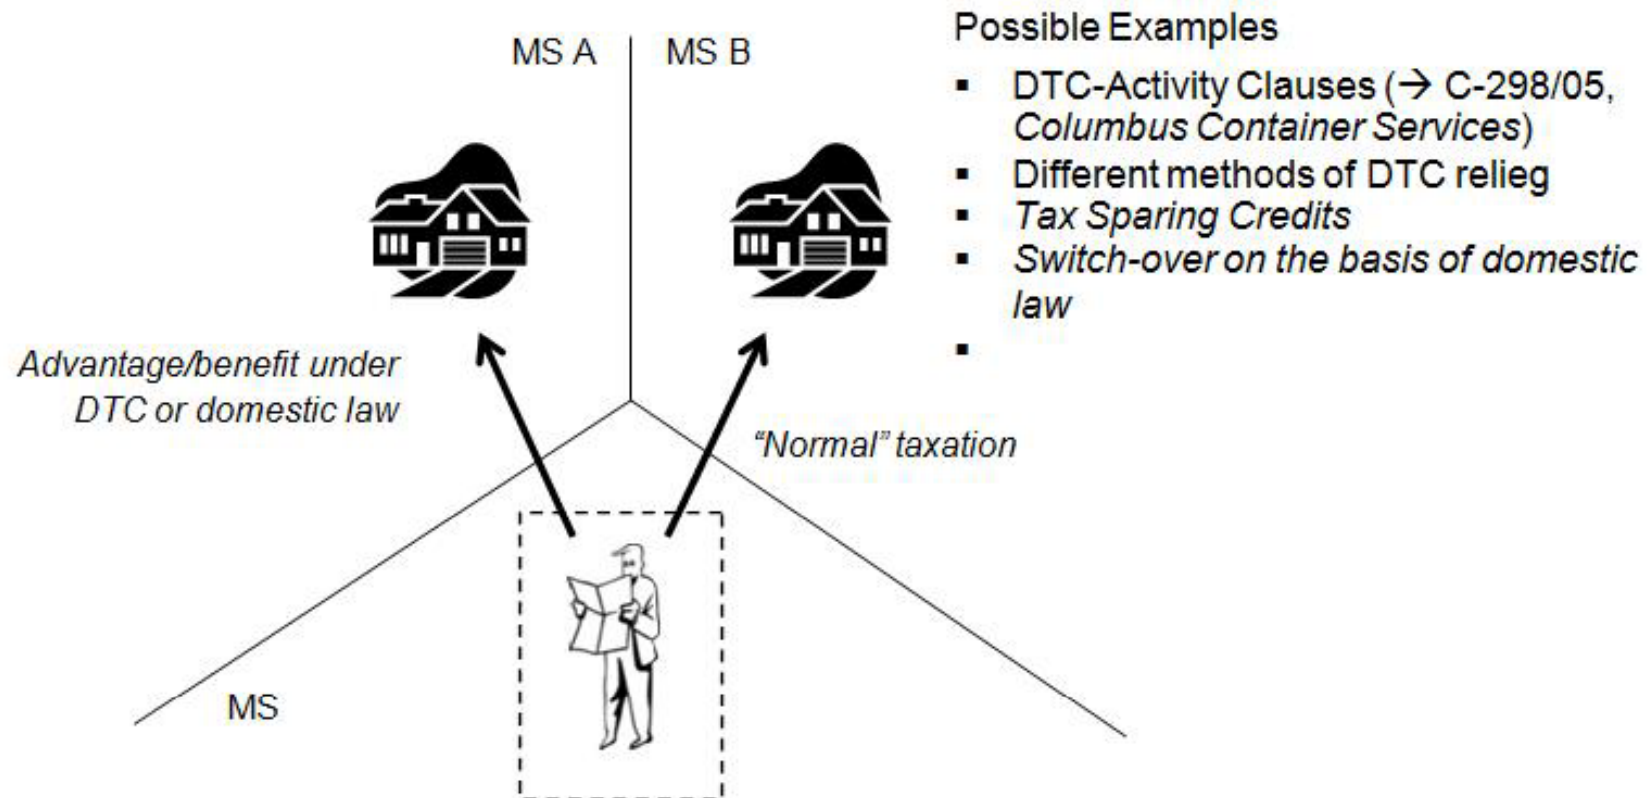 MS A
MS B
Possible Examples
▪ DTC-Activity Clauses (→ C-298/05,
Columbus Container Services)
▪ Different methods of DTC relieg
▪ Tax Sparing Credits
▪ Switch-over on the basis of domestic
law
▪
Advantage/benefit under
DTC or domestic law
“Normal” taxation
MS